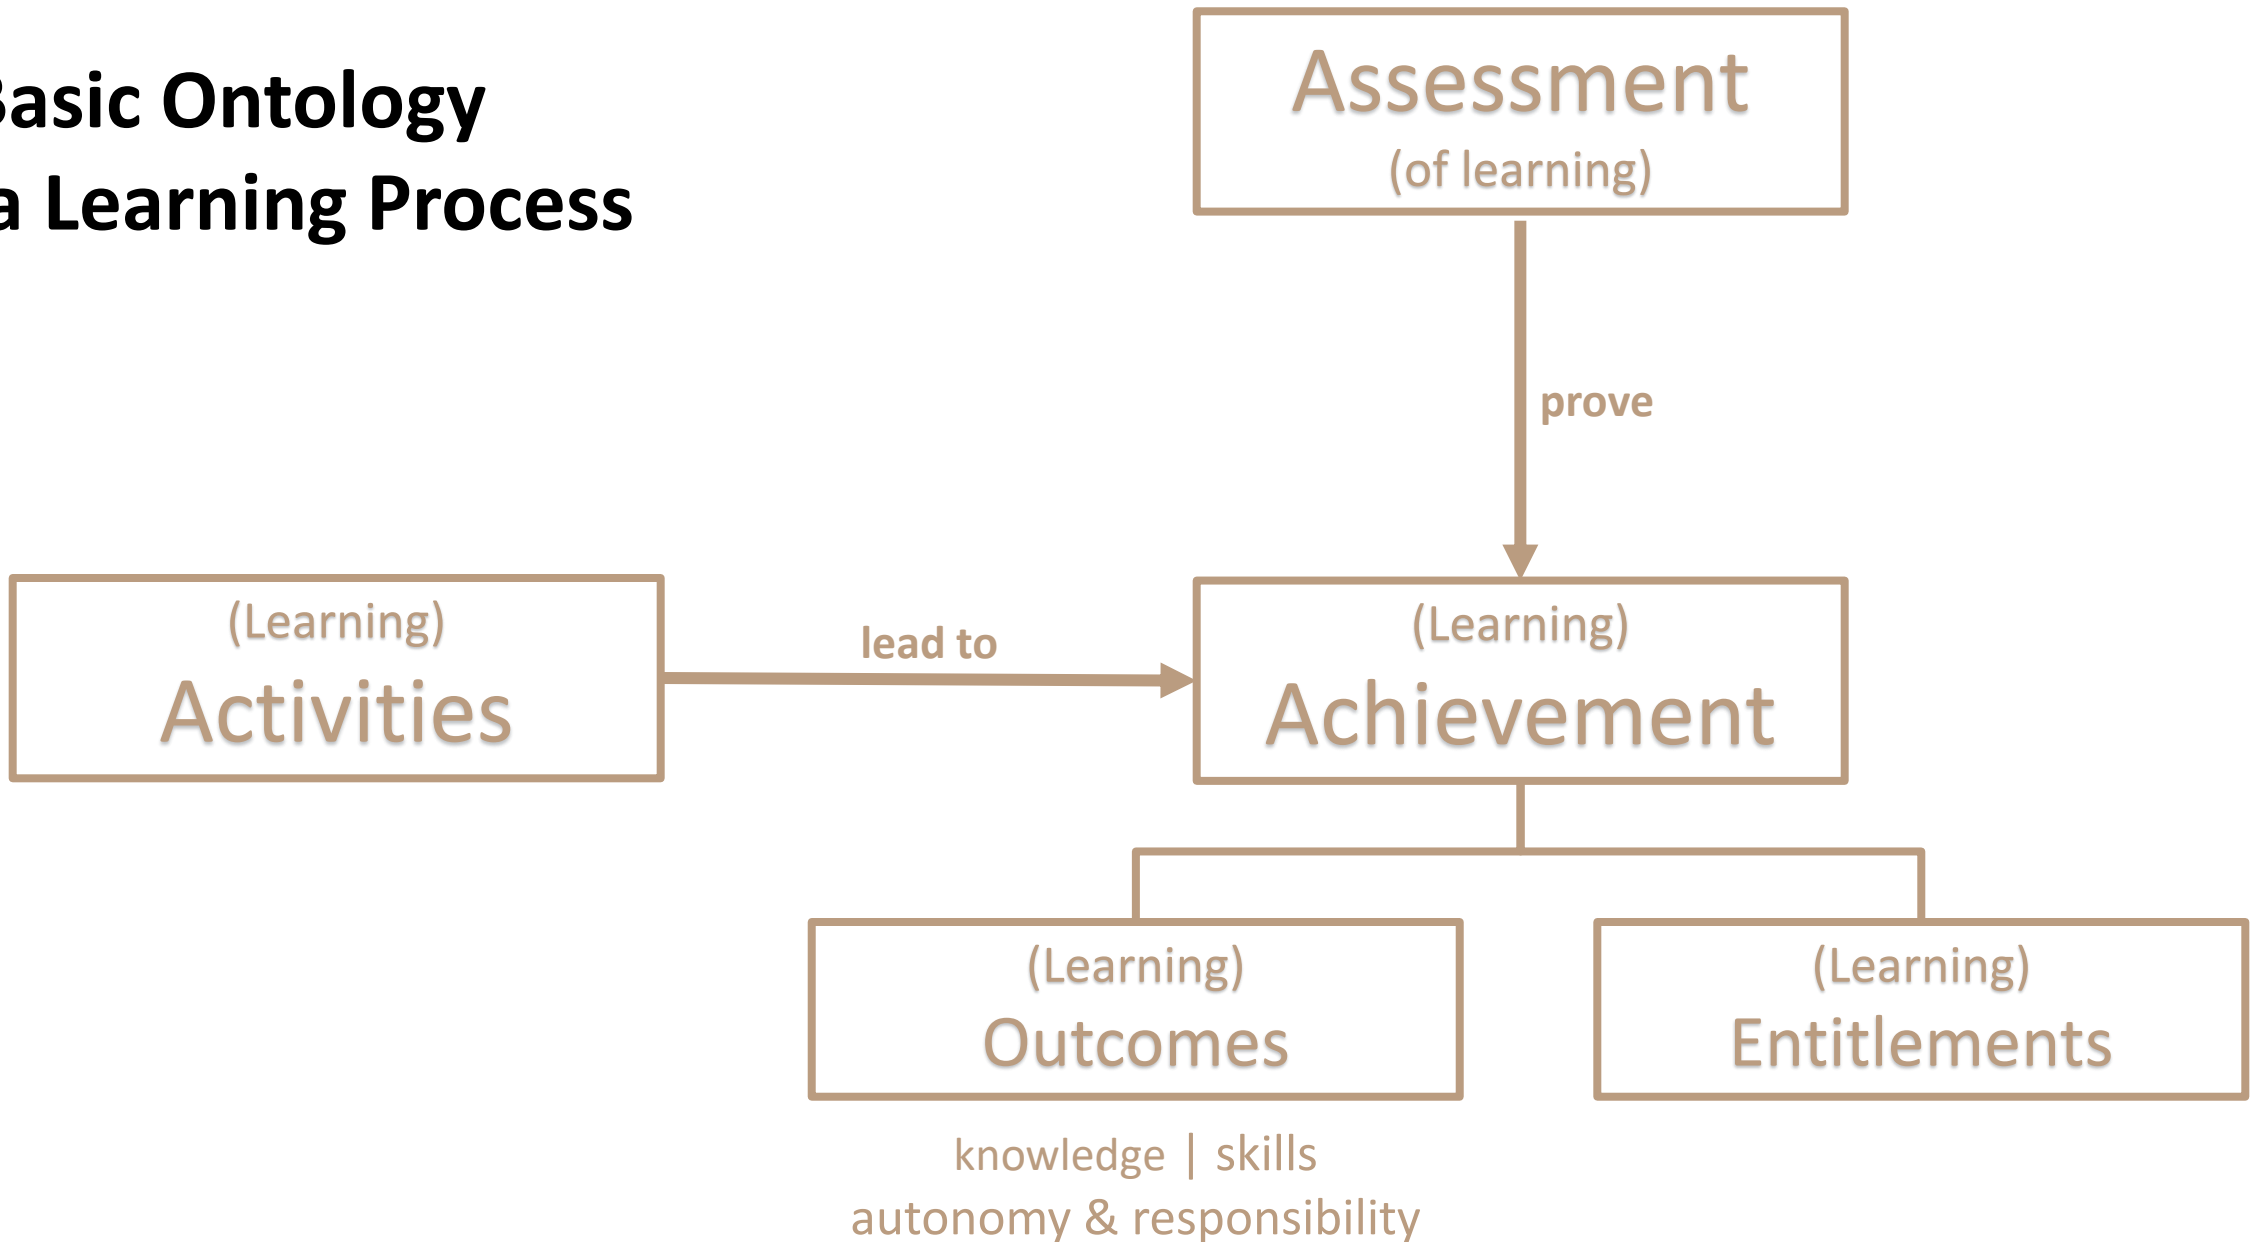 Basic Ontology
a Learning Process
Assessment
(of learning)
prove
(Learning)
Activities
lead to
(Learning)
Achievement
(Learning)
Outcomes
(Learning)
Entitlements
knowledge | skills
autonomy & responsibility